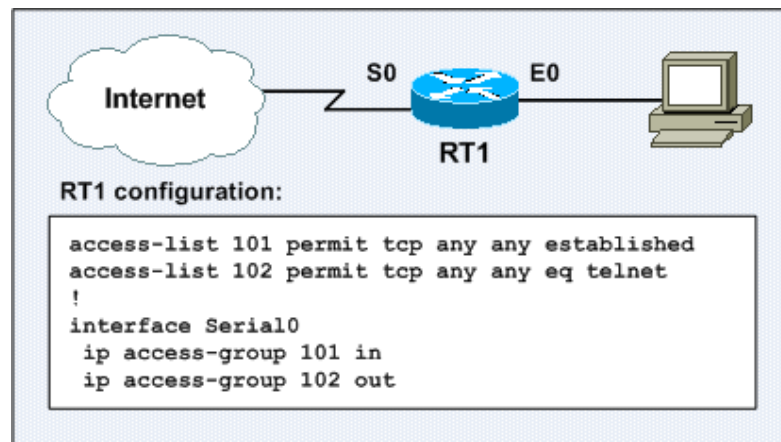 S0 E0
Internet
RT1
RT1 configuration:
access-list 101 permit tcp any any established
access-list 102 permit tcp any any eq telnet
!
interface Serial0
 ip access-group 101 in
 ip access-group 102 out